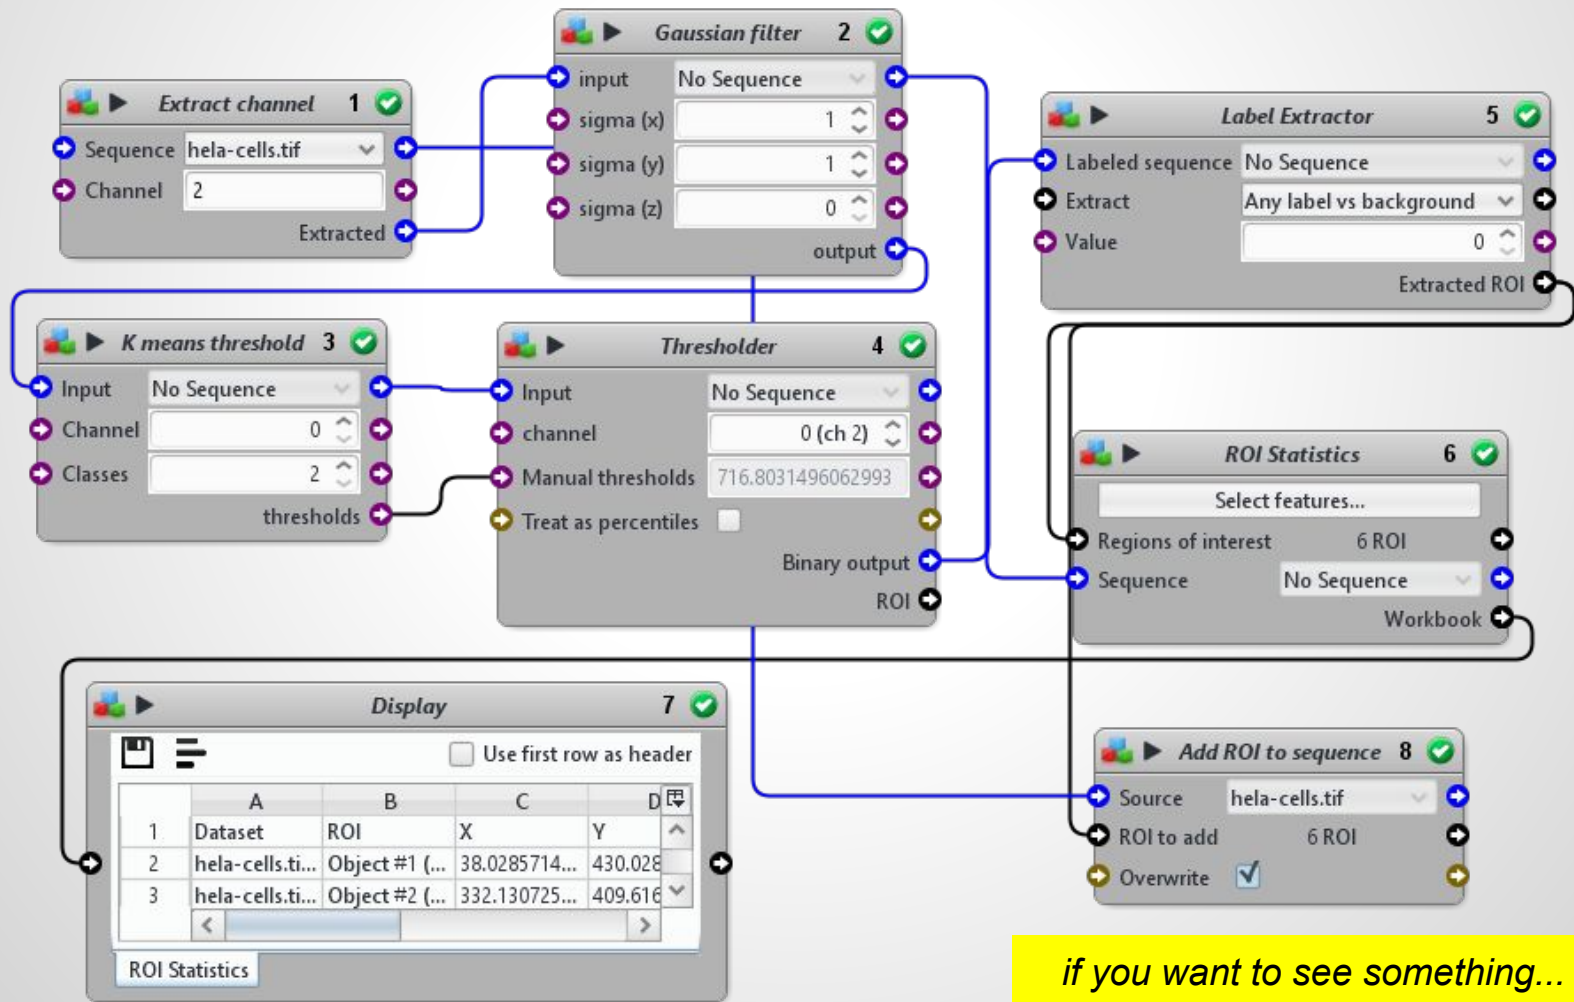 Extract channel 1
Sequence hela-cells.tif
Channel 2
Extracted
Gaussian filter 2
input No Sequence
sigma (x) 1
sigma (y) 1
sigma (z) 0
output
K means threshold 3
Input No Sequence
Channel 0
Classes 2
thresholds
Thresholder 4
Input No Sequence
channel 0 (ch 2)
Manual thresholds 716.8031496062993
Treat as percentiles
Binary output
ROI
Label Extractor 5
Labeled sequence No Sequence
Extract Any label vs background
Value 0
Extracted ROI
ROI Statistics 6
Select features...
Regions of interest 6 ROI
Sequence No Sequence
Workbook
Display 7
Use first row as header
A B C D
1 Dataset ROI X Y
2 hela-cells.ti... Object #1 (... 38.0285714... 430.028
3 hela-cells.ti... Object #2 (... 332.130725... 409.616
ROI Statistics
Add ROI to sequence 8
Source hela-cells.tif
ROI to add 6 ROI
Overwrite
if you want to see something...